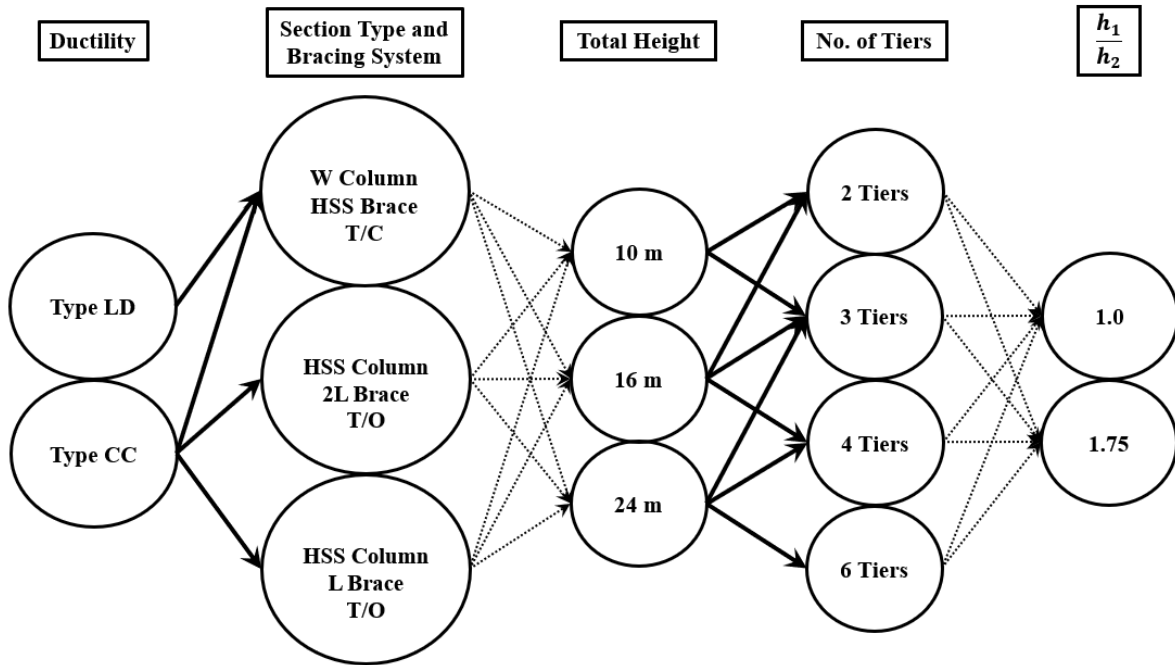 Ductility
Section Type and
Bracing System
Total Height
No. of Tiers
h₁
h₂
Type LD
Type CC
W Column
HSS Brace
T/C
HSS Column
2L Brace
T/O
HSS Column
L Brace
T/O
10 m
16 m
24 m
2 Tiers
3 Tiers
4 Tiers
6 Tiers
1.0
1.75